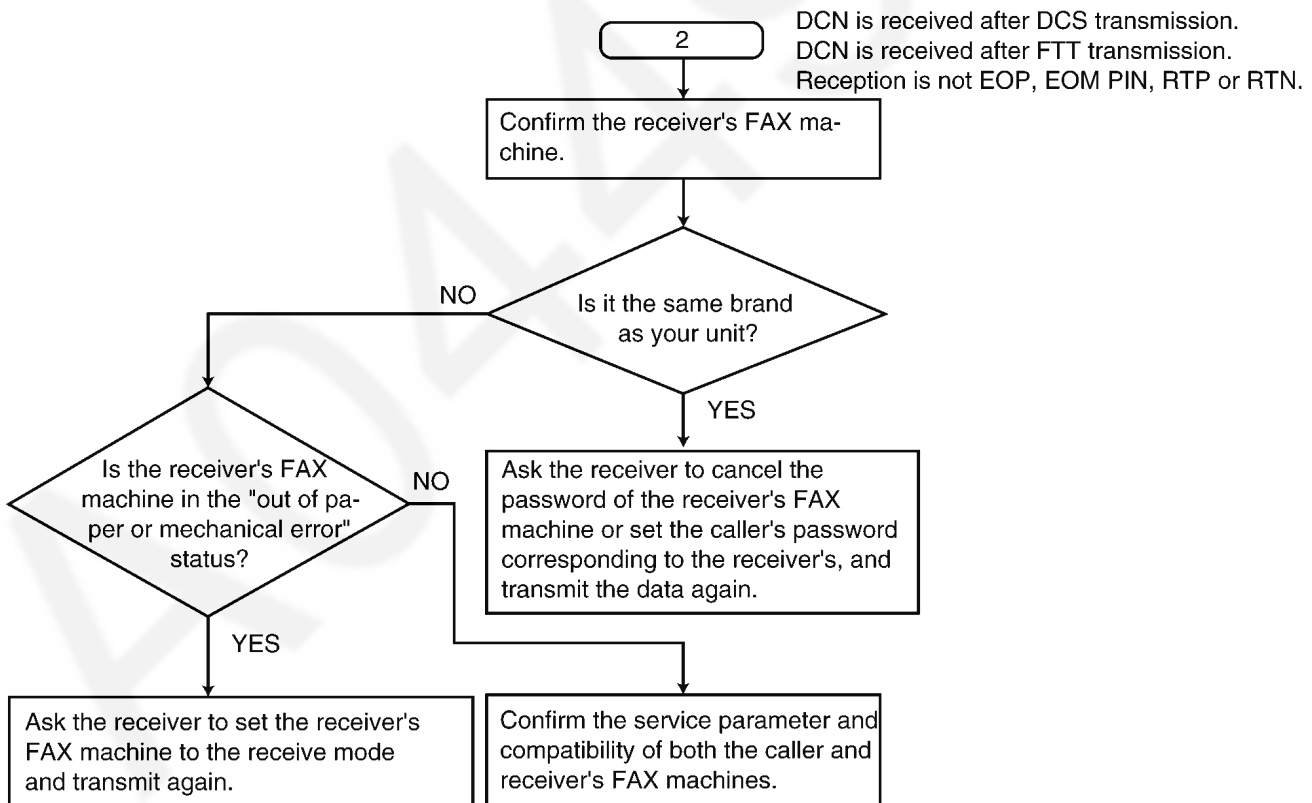 2
DCN is received after DCS transmission.
DCN is received after FTT transmission.
Reception is not EOP, EOM PIN, RTP or RTN.
Confirm the receiver's FAX ma-
chine.
NO
Is it the same brand
as your unit?
YES
Is the receiver's FAX
machine in the "out of pa-
per or mechanical error"
status?
NO
Ask the receiver to cancel the
password of the receiver's FAX
machine or set the caller's password
corresponding to the receiver's, and
transmit the data again.
YES
Ask the receiver to set the receiver's
FAX machine to the receive mode
and transmit again.
Confirm the service parameter and
compatibility of both the caller and
receiver's FAX machines.